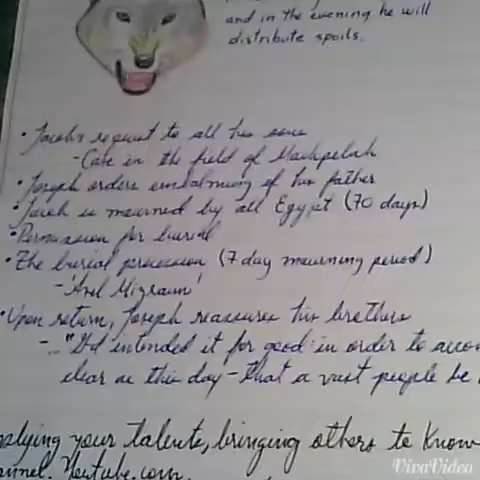 and in the evening he will
distribute spoils.
• Jacob's request to all his sons
- Cave in the field of Machpelah
• Joseph orders embalming of his father
• Jacob is mourned by all Egypt (70 days)
• Permission for burial
• The burial procession (7 day mourning period)
- 'Abel Mizraim'
• Upon return, Joseph reassures his brothers
- ... "G-d intended it for good: in order to
clear as this day - that a vast people be
your talents, bringing others to know
Youtube.com.
VivaVideo